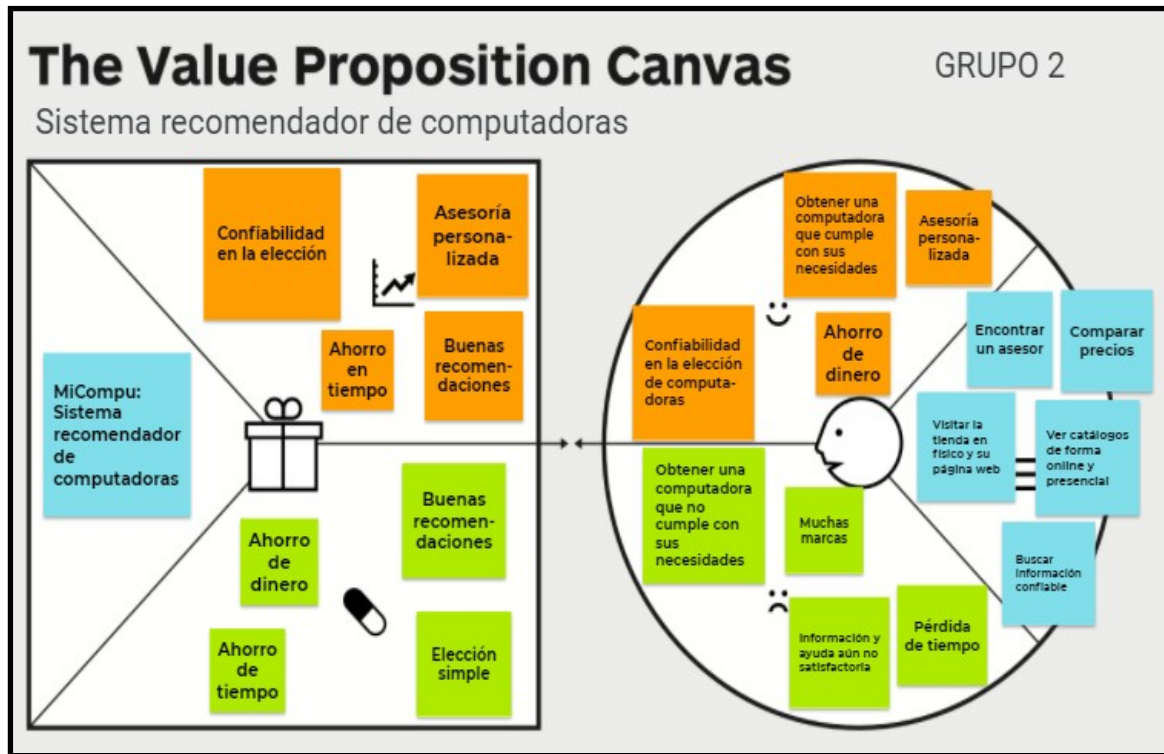 The Value Proposition Canvas
GRUPO 2
Sistema recomendador de computadoras
Confiabilidad
en la elección
Asesoría
persona-
lizada
Ahorro
en
tiempo
Buenas
recomen-
daciones
MiCompu:
Sistema
recomendador
de
computadoras
Buenas
recomen-
daciones
Ahorro
de
dinero
Ahorro
de
tiempo
Elección
simple
Obtener una
computadora
que cumple
con sus
necesidades
Asesoría
persona-
lizada
Confiabilidad
en la elección
de computa-
doras
Ahorro
de
dinero
Encontrar
un asesor
Comparar
precios
Visitar la
tienda en
físico y su
página web
Ver catálogos
de forma
online y
presencial
Buscar
información
confiable
Obtener una
computadora
que no
cumple con
sus
necesidades
Muchas
marcas
Información y
ayuda aún no
satisfactoria
Pérdida
de tiempo